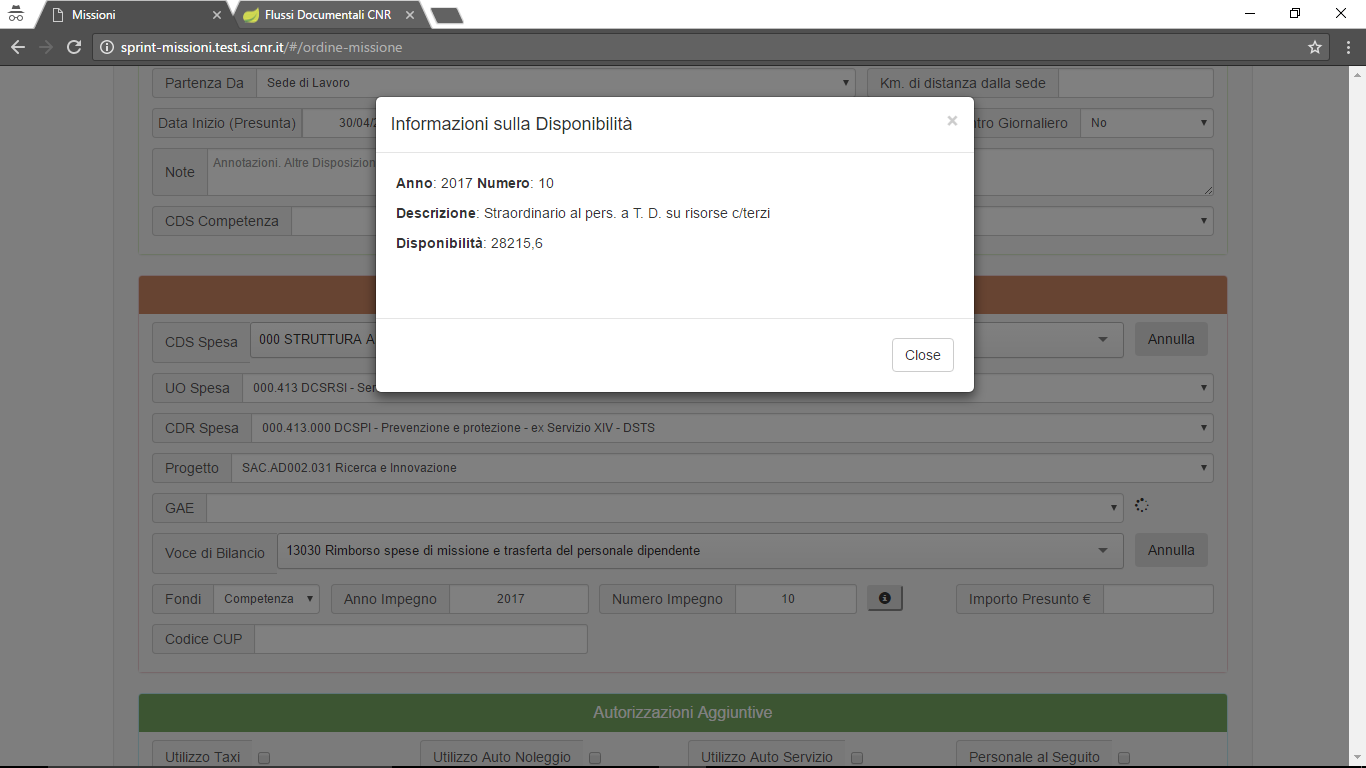 Missioni
Flussi Documentali CNR
sprint-missioni.test.si.cnr.it/#/ordine-missione
Partenza Da Sede di Lavoro Km. di distanza dalla sede
Data Inizio (Presunta) 30/04/ Giornaliero No
Note Annotazioni. Altre
CDS Competenza
Informazioni sulla Disponibilità ×
Anno: 2017 Numero: 10
Descrizione: Straordinario al pers. a T. D. su risorse c/terzi
Disponibilità: 28215,6
Close
CDS Spesa 000 STRUTTURA A Annulla
UO Spesa 000.413 DCSRSI - Ser
CDR Spesa 000.413.000 DCSPI - Prevenzione e protezione - ex Servizio XIV - DSTS
Progetto SAC.AD002.031 Ricerca e Innovazione
GAE
Voce di Bilancio 13030 Rimborso spese di missione e trasferta del personale dipendente Annulla
Fondi Competenza Anno Impegno 2017 Numero Impegno 10 Importo Presunto €
Codice CUP
Autorizzazioni Aggiuntive
Utilizzo Taxi Utilizzo Auto Noleggio Utilizzo Auto Servizio Personale al Seguito